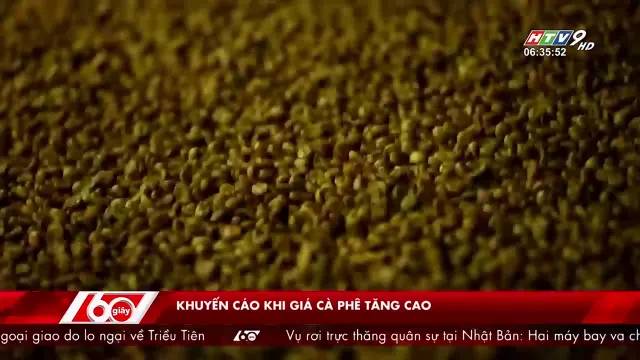 HTV9 HD
06:35:52
60 giây
KHUYẾN CÁO KHI GIÁ CÀ PHÊ TĂNG CAO
goại giao do lo ngại về Triều Tiên 60 Vụ rơi trực thăng quân sự tại Nhật Bản: Hai máy bay va ch